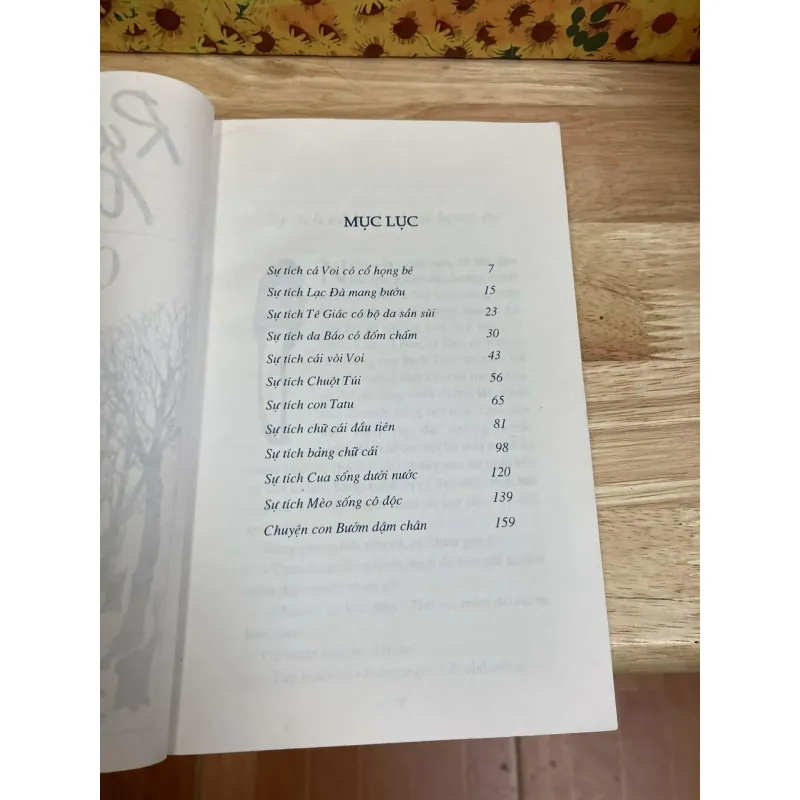 MỤC LỤC
Sự tích cá Voi có cổ họng bé 7
Sự tích Lạc Đà mang bướu 15
Sự tích Tê Giác có bộ da sần sùi 23
Sự tích da Báo có đốm chấm 30
Sự tích cái vòi Voi 43
Sự tích Chuột Túi 56
Sự tích con Tatu 65
Sự tích chữ cái đầu tiên 81
Sự tích bảng chữ cái 98
Sự tích Cua sống dưới nước 120
Sự tích Mèo sống cô độc 139
Chuyện con Bướm dậm chân 159